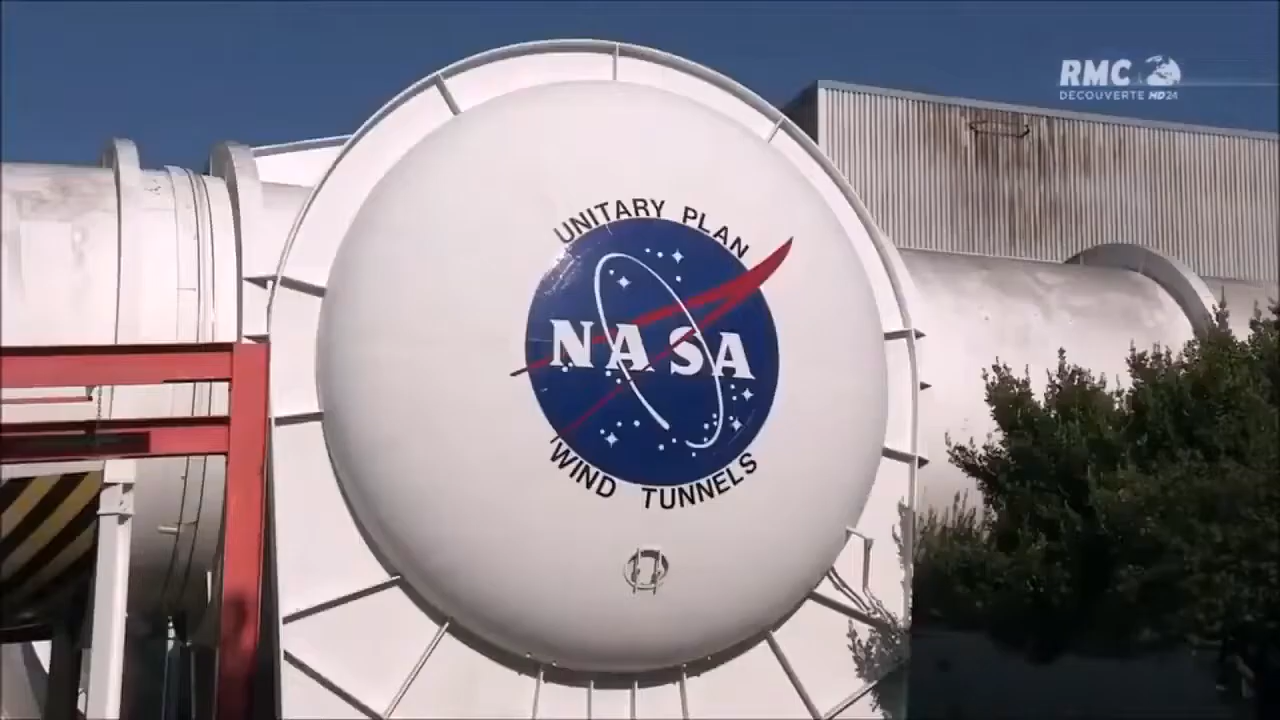 RMC
DECOUVERTE HD24
UNITARY PLAN
NASA
WIND TUNNELS